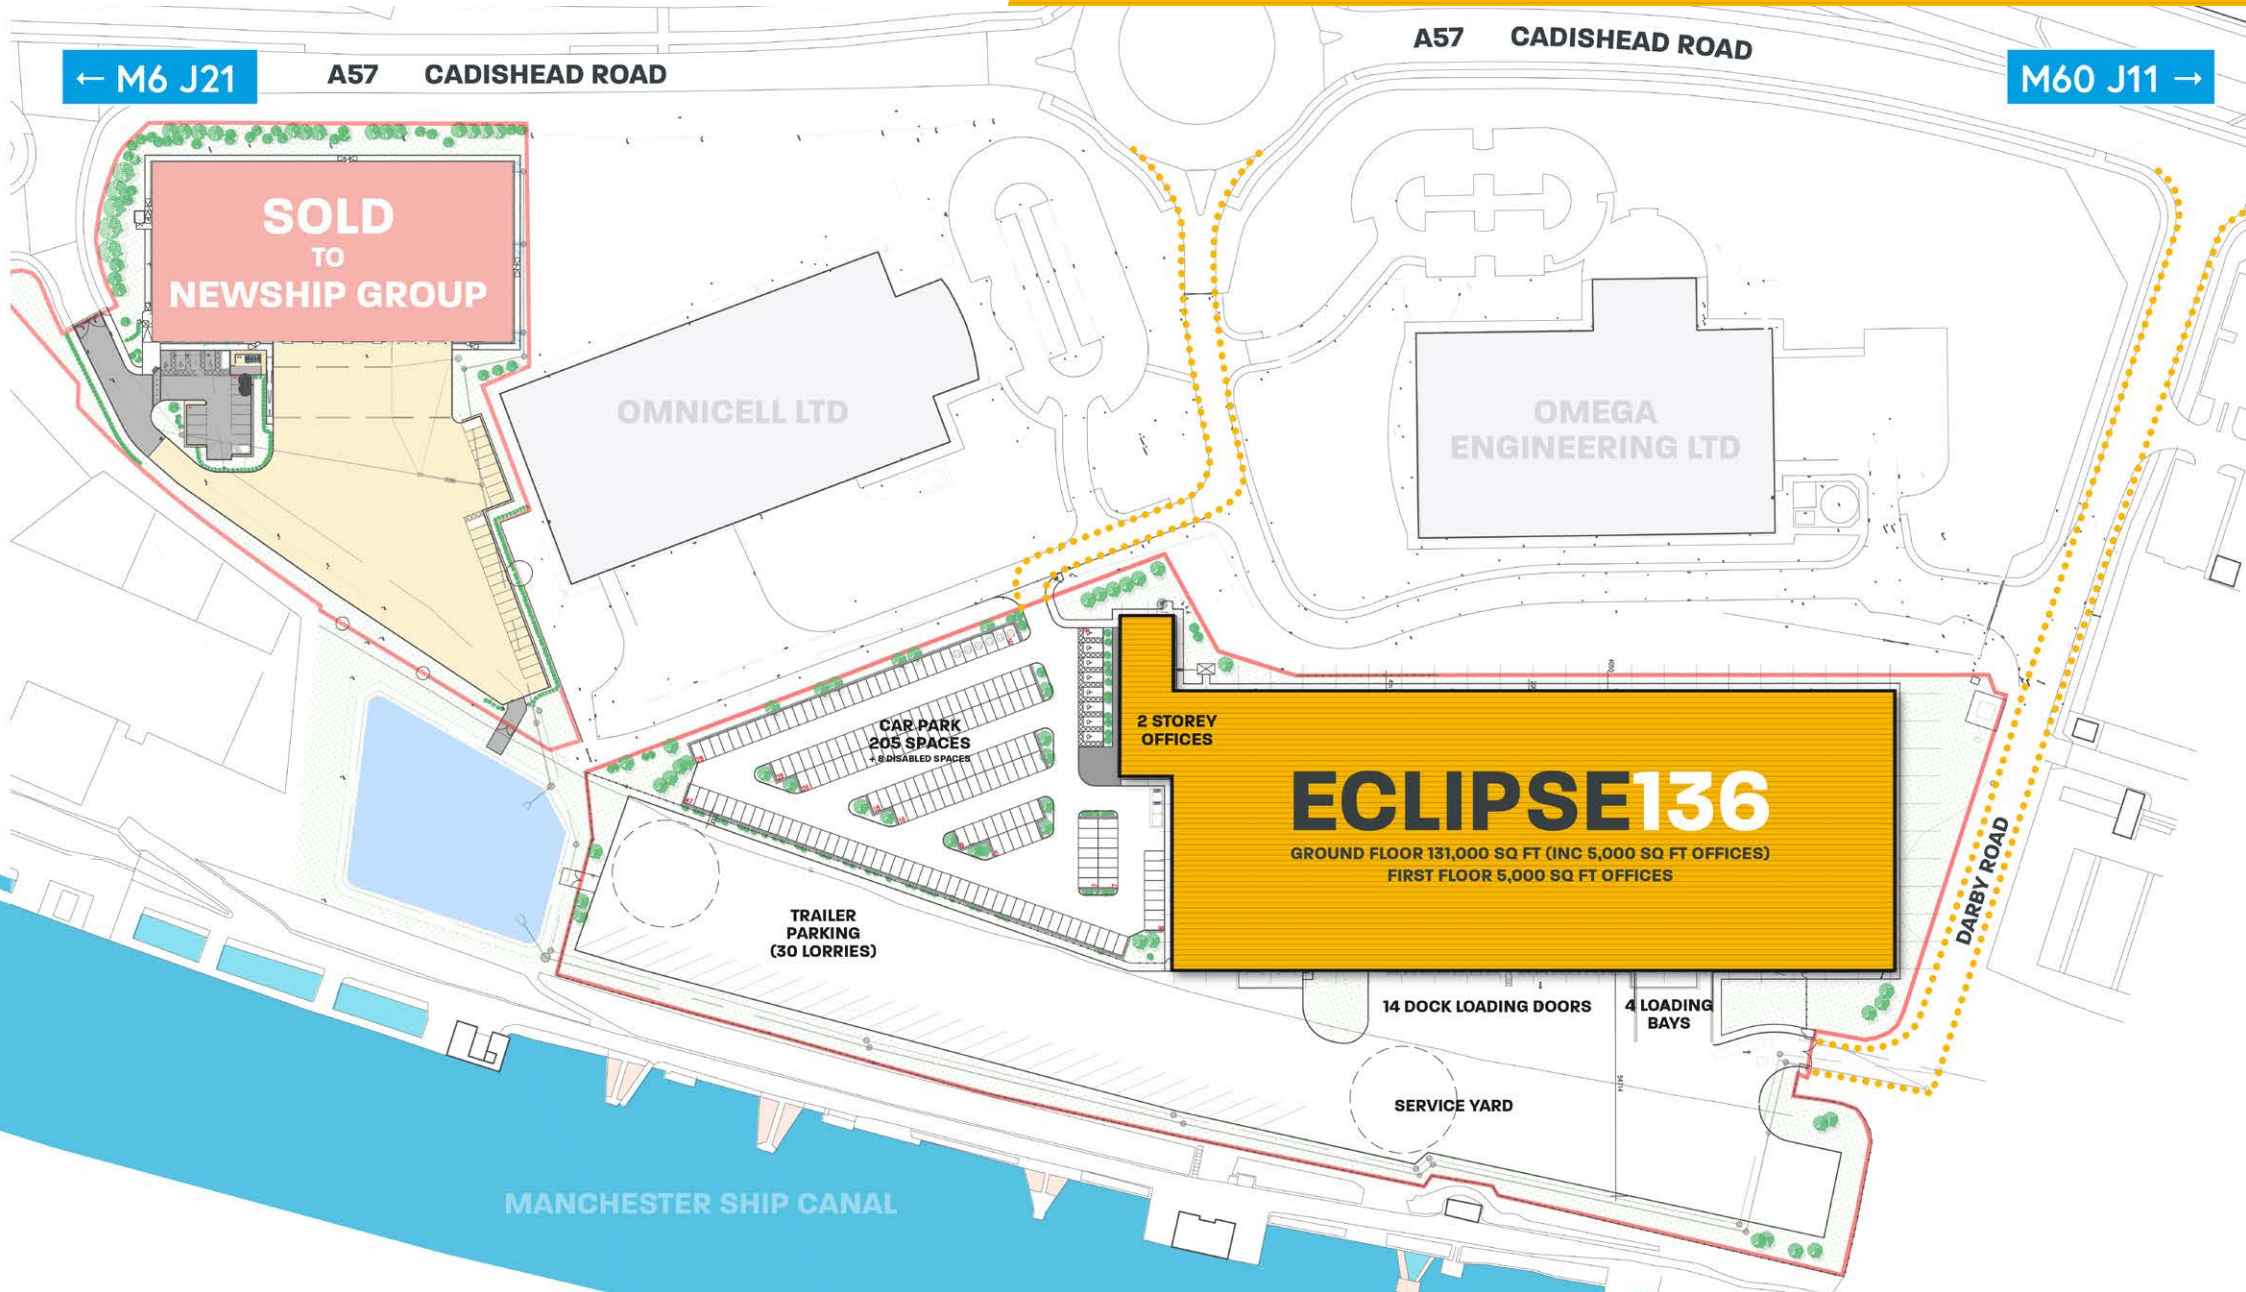 ← M6 J21
A57 CADISHEAD ROAD
A57 CADISHEAD ROAD
M60 J11 →
SOLD
TO
NEWSHIP GROUP
OMNICELL LTD
OMEGA
ENGINEERING LTD
CAR PARK
205 SPACES
+ 8 DISABLED SPACES
2 STOREY
OFFICES
ECLIPSE136
GROUND FLOOR 131,000 SQ FT (INC 5,000 SQ FT OFFICES)
FIRST FLOOR 5,000 SQ FT OFFICES
DARBY ROAD
TRAILER
PARKING
(30 LORRIES)
14 DOCK LOADING DOORS
4 LOADING
BAYS
SERVICE YARD
MANCHESTER SHIP CANAL